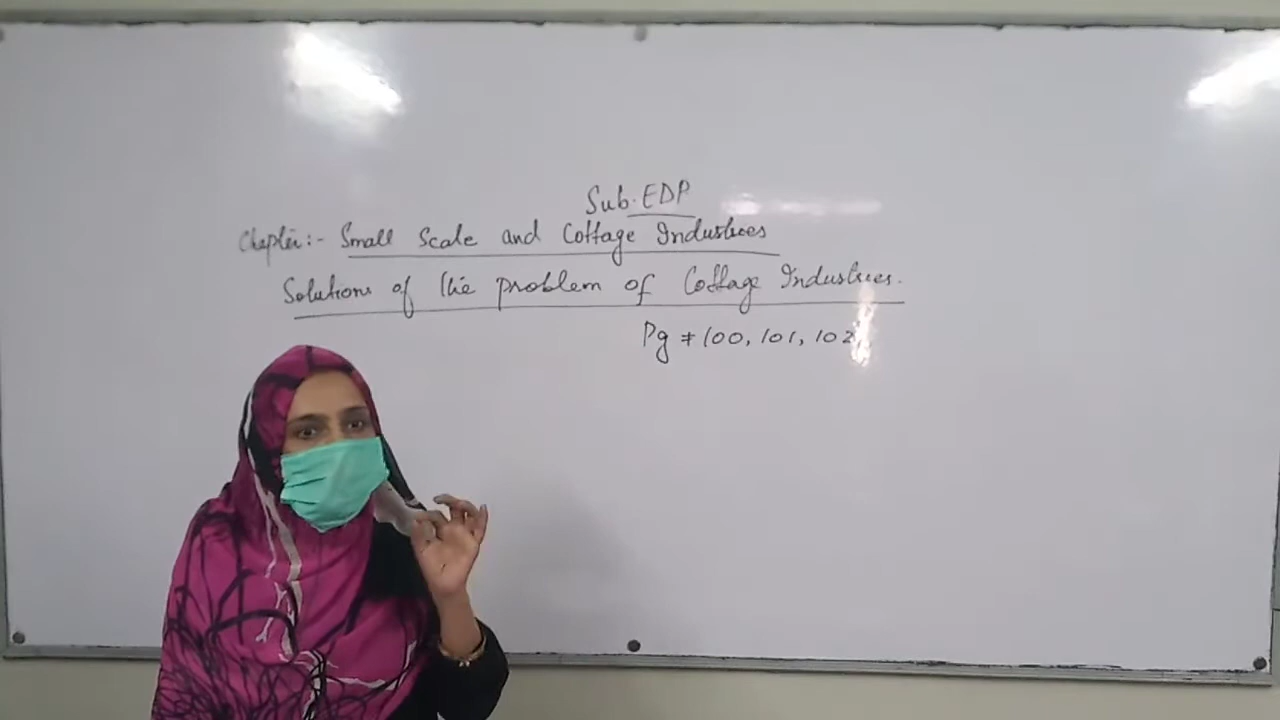 Sub. EDP
Chapter:- Small Scale and Cottage Industries
Solutions of the problem of Cottage Industries.
Pg # 100, 101, 102